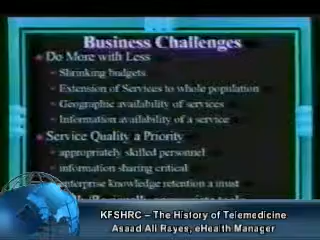 Business Challenges
Do More with Less
- Shrinking budgets
- Extension of Services to whole population
- Geographic availability of services
- Information availability of a service
Service Quality a Priority
- appropriately skilled personnel
- information sharing critical
- enterprise knowledge retention a must
KFSHRC – The History of Telemedicine
Asaad Ali Rayes, eHealth Manager